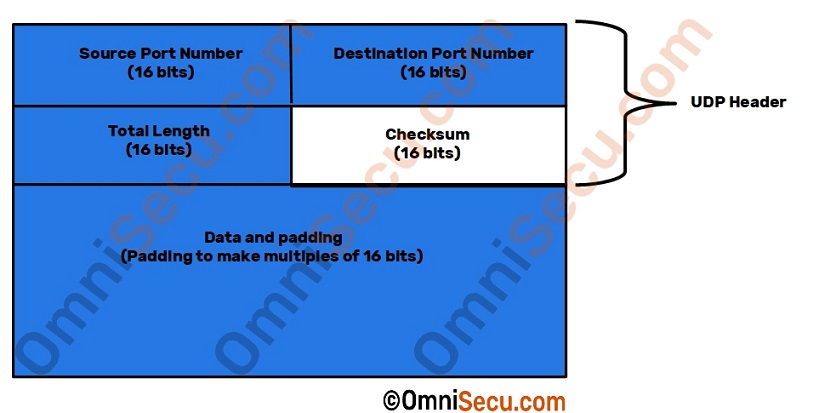 Source Port Number
(16 bits)
Destination Port Number
(16 bits)
UDP Header
Total Length
(16 bits)
Checksum
(16 bits)
Data and padding
(Padding to make multiples of 16 bits)
OmniSecu.com
OmniSecu.com
OmniSecu.com
©OmniSecu.com